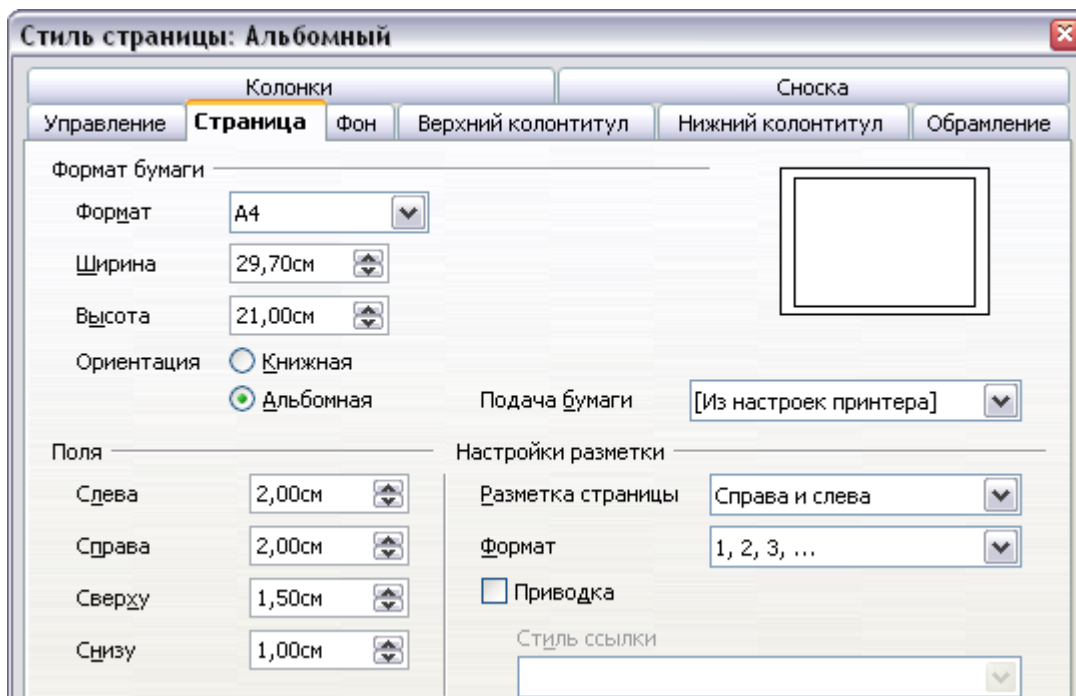 Стиль страницы: Альбомный
Колонки Сноска
Управление Страница Фон Верхний колонтитул Нижний колонтитул Обрамление
Формат бумаги
Формат A4
Ширина 29,70см
Высота 21,00см
Ориентация Книжная
Альбомная Подача бумаги [Из настроек принтера]
Поля Настройки разметки
Слева 2,00см Разметка страницы Справа и слева
Справа 2,00см Формат 1, 2, 3, ...
Сверху 1,50см Приводка
Снизу 1,00см Стиль ссылки